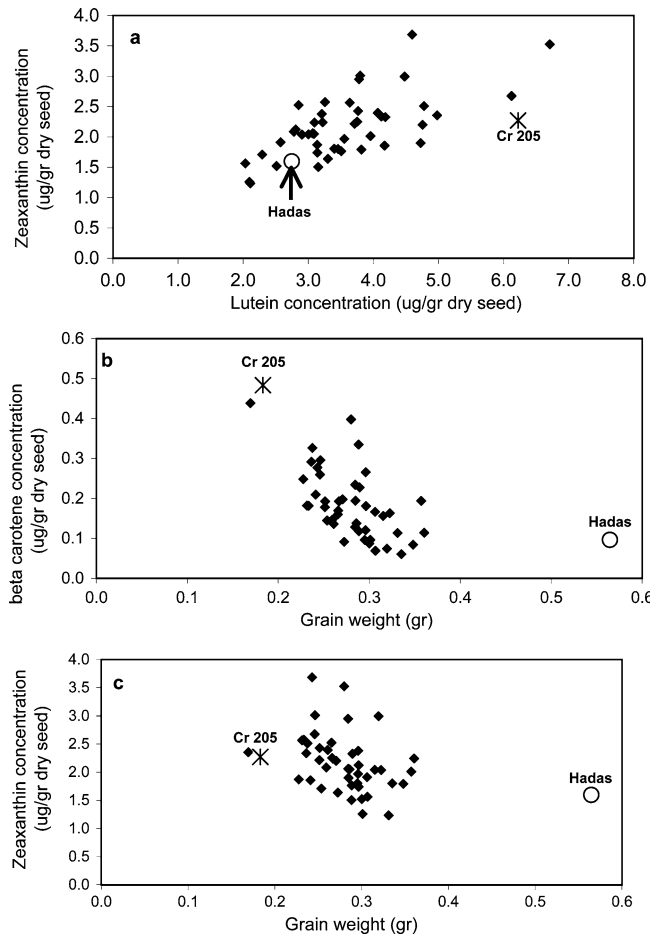 a
4.0
3.5
3.0
2.5
2.0
1.5
1.0
0.5
0.0
Zeaxanthin concentration
(ug/gr dry seed)
Cr 205
Hadas
0.0 1.0 2.0 3.0 4.0 5.0 6.0 7.0 8.0
Lutein concentration (ug/gr dry seed)
b
0.6
0.5
0.4
0.3
0.2
0.1
0.0
beta carotene concentration
(ug/gr dry seed)
Cr 205
Hadas
0.0 0.1 0.2 0.3 0.4 0.5 0.6
Grain weight (gr)
c
4.0
3.5
3.0
2.5
2.0
1.5
1.0
0.5
0.0
Zeaxanthin concentration
(ug/gr dry seed)
Cr 205
Hadas
0.0 0.1 0.2 0.3 0.4 0.5 0.6
Grain weight (gr)